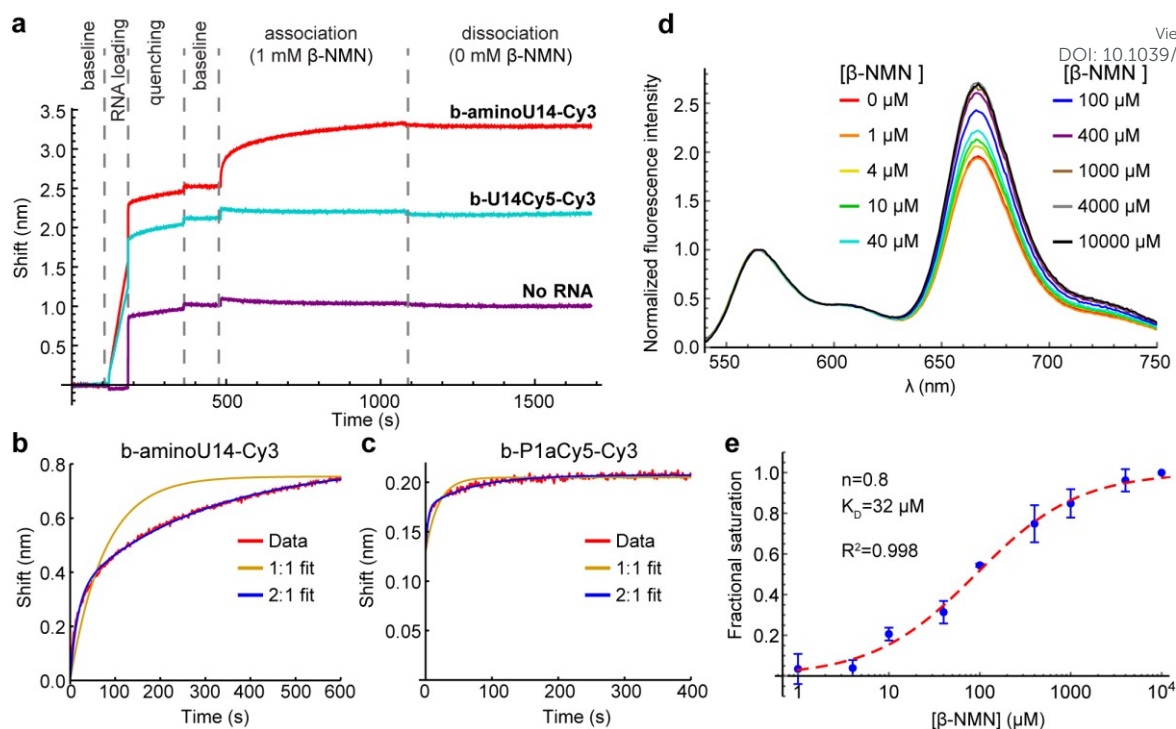 a
baseline
RNA loading
quenching
baseline
association
(1 mM β-NMN)
dissociation
(0 mM β-NMN)
3.5
3.0
2.5
2.0
1.5
1.0
0.5
0.0
Shift (nm)
b-aminoU14-Cy3
b-U14Cy5-Cy3
No RNA
500
1000
1500
Time (s)
b
b-aminoU14-Cy3
0.8
0.6
0.4
0.2
0.0
Shift (nm)
Data
1:1 fit
2:1 fit
0
100
200
300
400
500
600
Time (s)
c
b-P1aCy5-Cy3
0.20
0.15
0.10
0.05
Shift (nm)
Data
1:1 fit
2:1 fit
0
100
200
300
400
Time (s)
d
Vie
DOI: 10.1039/
[β-NMN ]
0 µM
1 µM
4 µM
10 µM
40 µM
[β-NMN ]
100 µM
400 µM
1000 µM
4000 µM
10000 µM
2.5
2.0
1.5
1.0
0.5
0.0
Normalized fluorescence intensity
550
600
650
700
750
λ (nm)
e
1.0
0.8
0.6
0.4
0.2
Fractional saturation
n=0.8
K_D=32 µM
R²=0.998
10
100
1000
10⁴
[β-NMN] (µM)